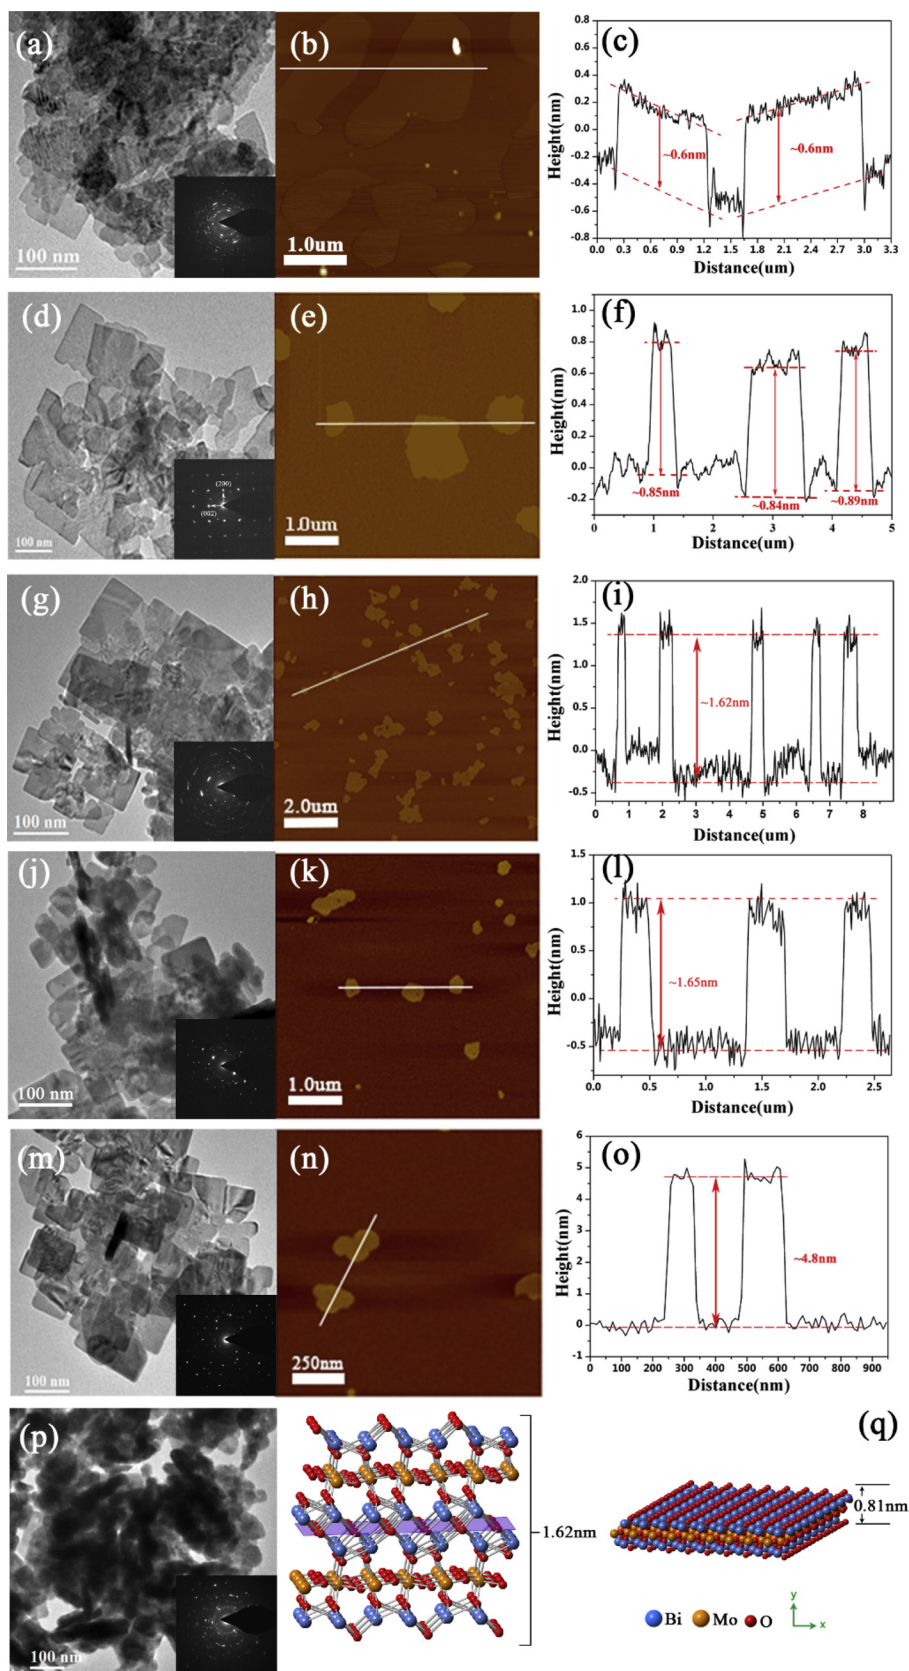 (a)
100 nm
(b)
1.0um
(c)
Height(nm)
0.8
0.6
0.4
0.2
0.0
-0.2
-0.4
-0.6
-0.8
~0.6nm
~0.6nm
0.0 0.3 0.6 0.9 1.2 1.5 1.8 2.1 2.4 2.7 3.0 3.3
Distance(um)
(d)
100 nm
(200)
(002)
(e)
1.0um
(f)
Height(nm)
1.0
0.8
0.6
0.4
0.2
0.0
-0.2
~0.85nm
~0.84nm
~0.89nm
0 1 2 3 4 5
Distance(um)
(g)
100 nm
(h)
2.0um
(i)
Height(nm)
2.0
1.5
1.0
0.5
0.0
-0.5
~1.62nm
0 1 2 3 4 5 6 7 8
Distance(um)
(j)
100 nm
(k)
1.0um
(l)
Height(nm)
1.5
1.0
0.5
0.0
-0.5
~1.65nm
0.0 0.5 1.0 1.5 2.0 2.5
Distance(um)
(m)
100 nm
(n)
250nm
(o)
Height(nm)
6
5
4
3
2
1
0
-1
~4.8nm
0 100 200 300 400 500 600 700 800 900
Distance(nm)
(p)
100 nm
1.62nm
(q)
0.81nm
Bi Mo O
y
x